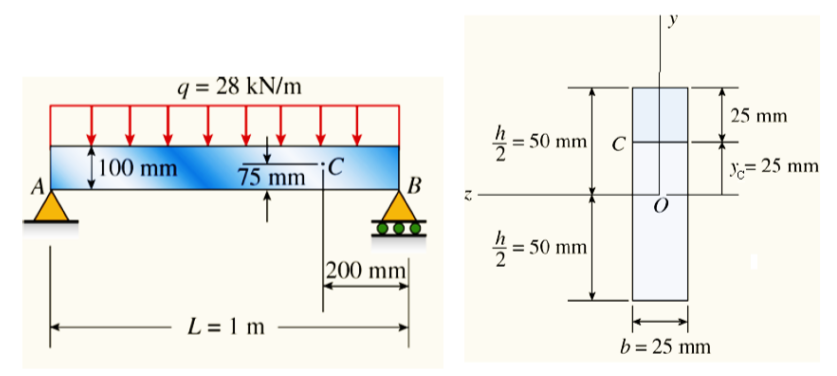 q = 28 kN/m
100 mm
75 mm
C
A
B
200 mm
L = 1 m
y
h/2 = 50 mm
C
25 mm
y_C = 25 mm
z
O
h/2 = 50 mm
b = 25 mm